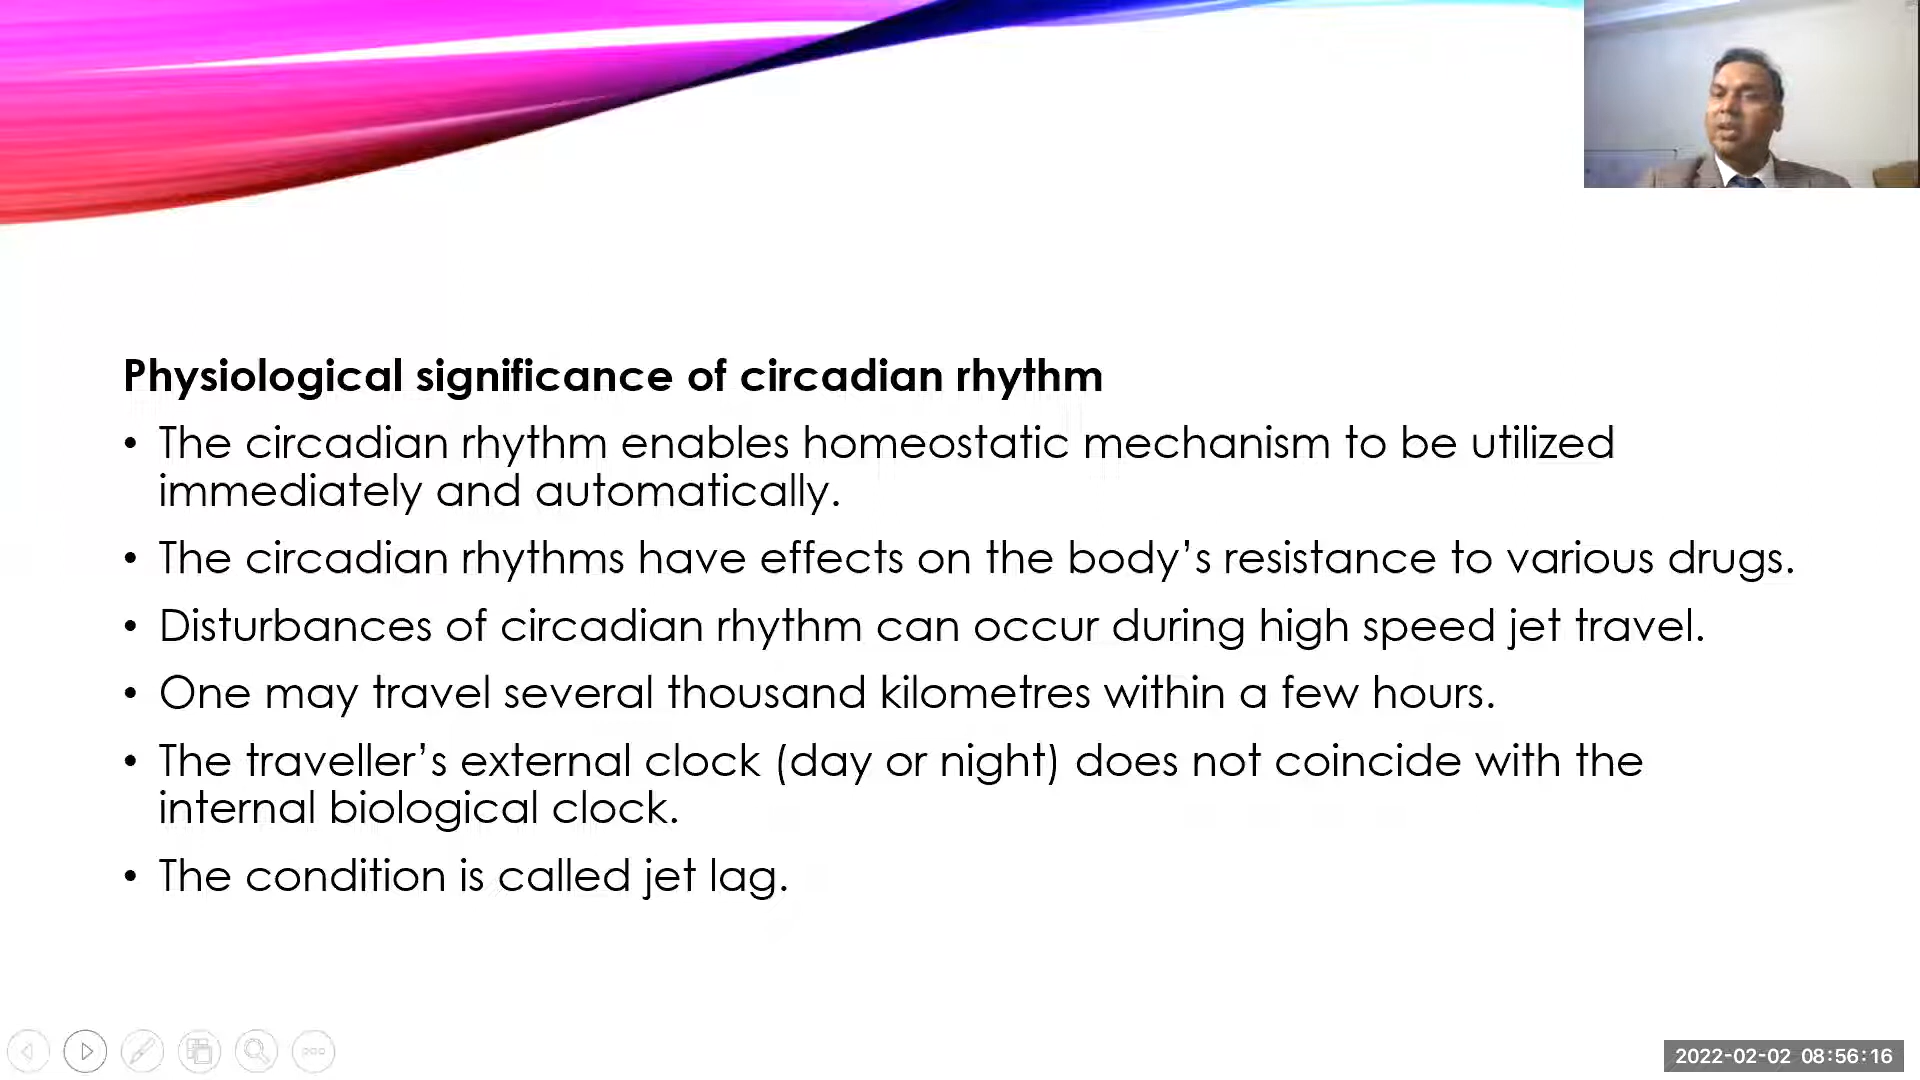 Physiological significance of circadian rhythm
• The circadian rhythm enables homeostatic mechanism to be utilized
immediately and automatically.
• The circadian rhythms have effects on the body’s resistance to various drugs.
• Disturbances of circadian rhythm can occur during high speed jet travel.
• One may travel several thousand kilometres within a few hours.
• The traveller’s external clock (day or night) does not coincide with the
internal biological clock.
• The condition is called jet lag.
2022-02-02 08:56:16